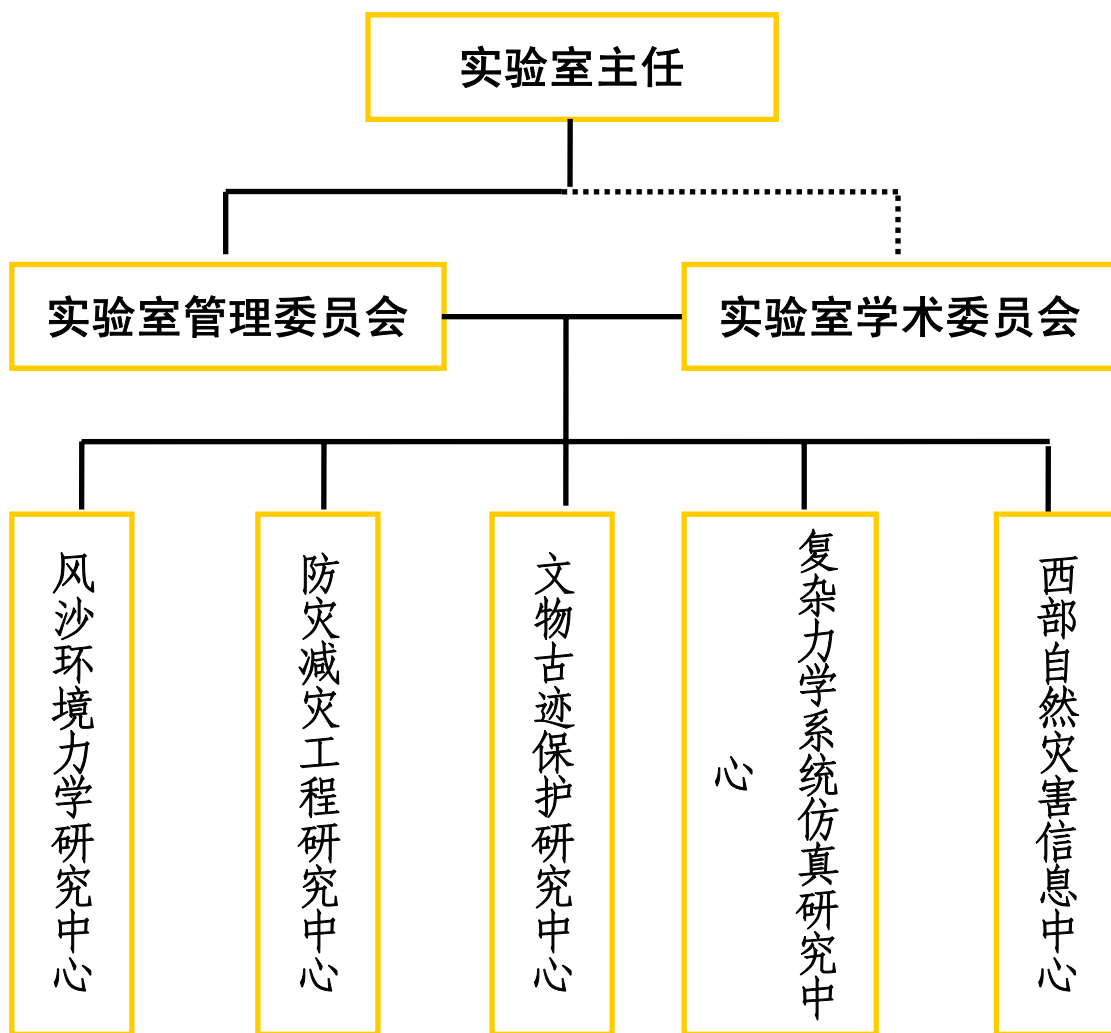 实验室主任
实验室管理委员会
实验室学术委员会
风沙环境力学研究中心
防灾减灾工程研究中心
文物古迹保护研究中心
复杂力学系统仿真研究中
心
西部自然灾害信息中心